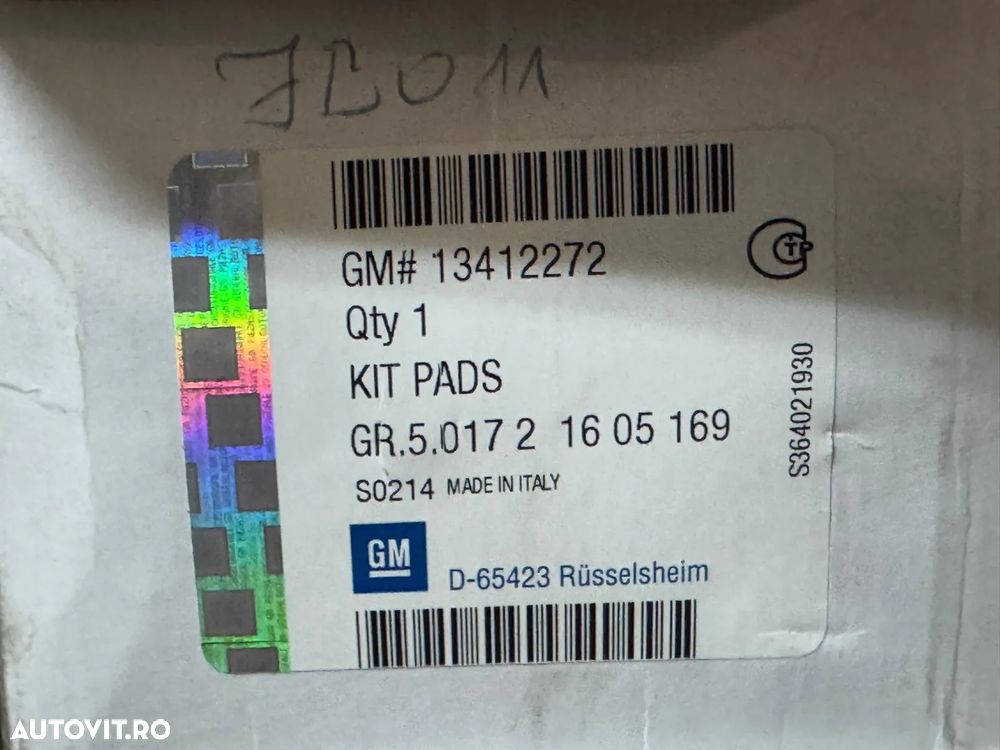 JC011
GM# 13412272
Qty 1
KIT PADS
GR.5.017 2 16 05 169
S0214 MADE IN ITALY
GM
D-65423 Rüsselsheim
S364021930
AUTOVIT.RO